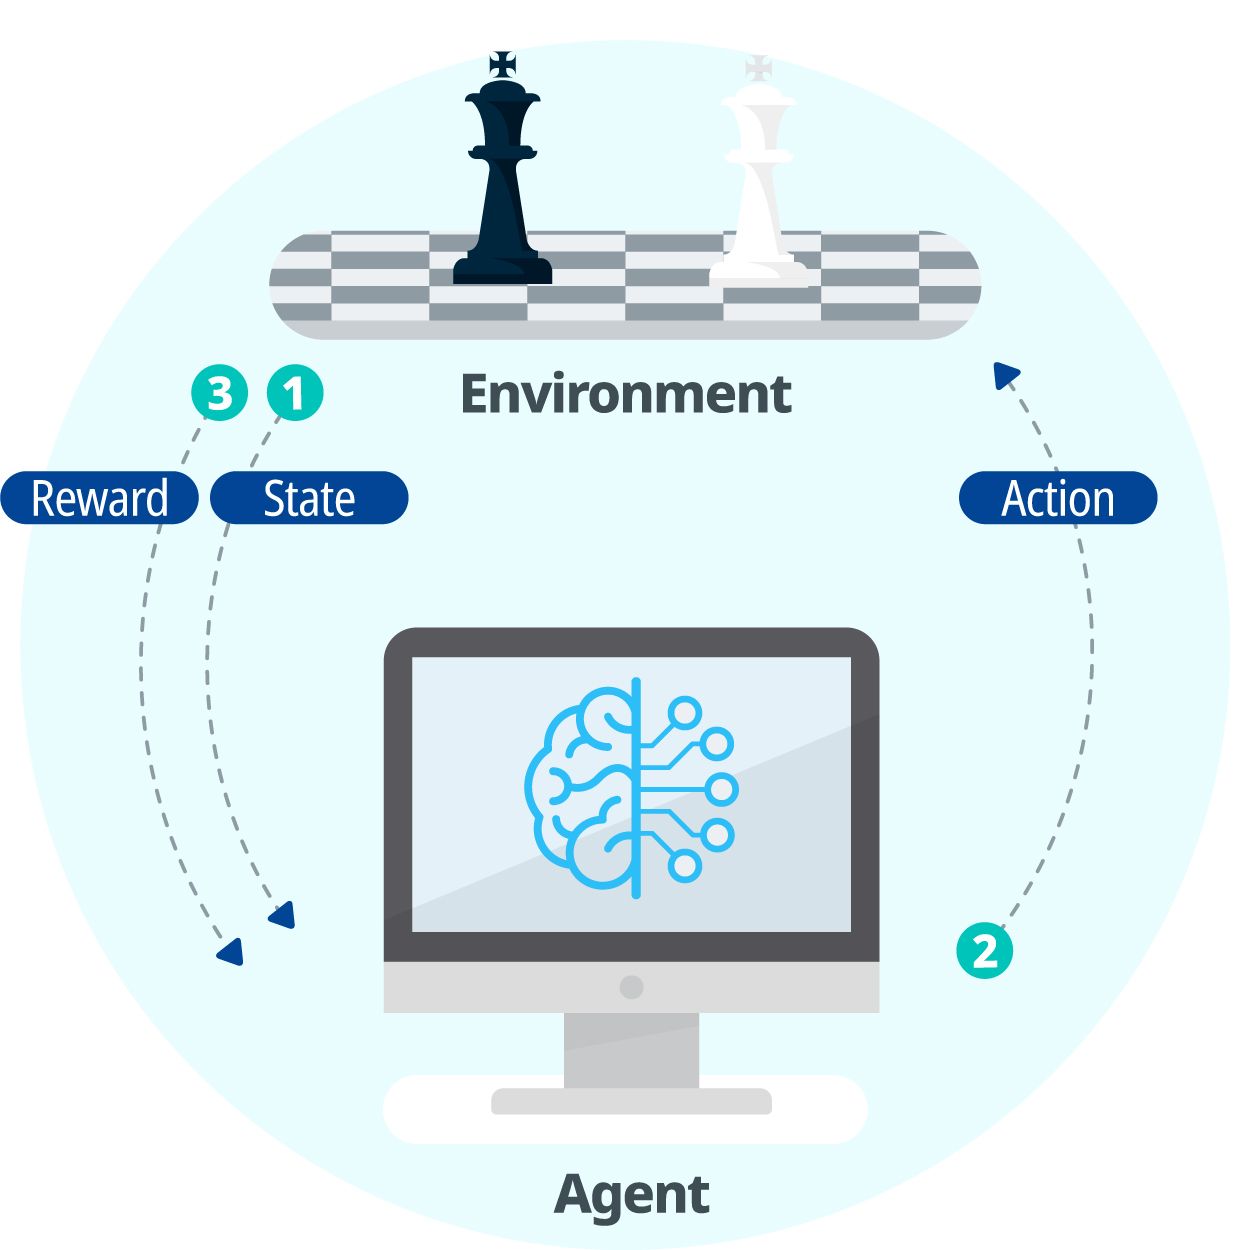 Environment
3
1
Reward
State
Action
2
Agent